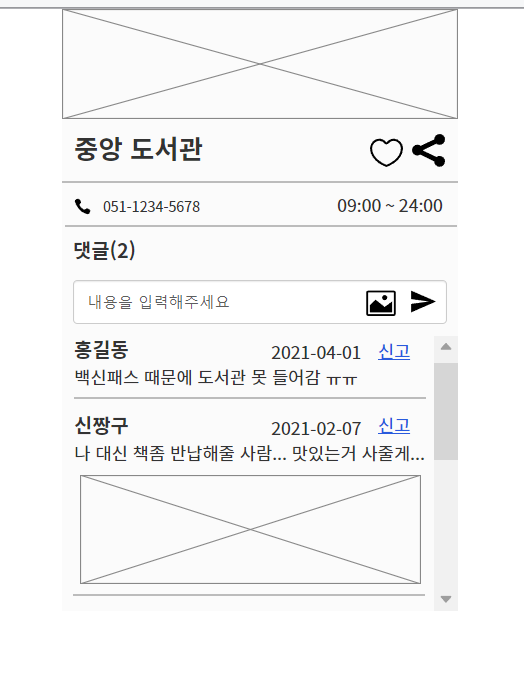 중앙 도서관
051-1234-5678 09:00 ~ 24:00
댓글(2)
내용을 입력해주세요
홍길동 2021-04-01 신고
백신패스 때문에 도서관 못 들어감 ㅠㅠ
신짱구 2021-02-07 신고
나 대신 책좀 반납해줄 사람... 맛있는거 사줄게...